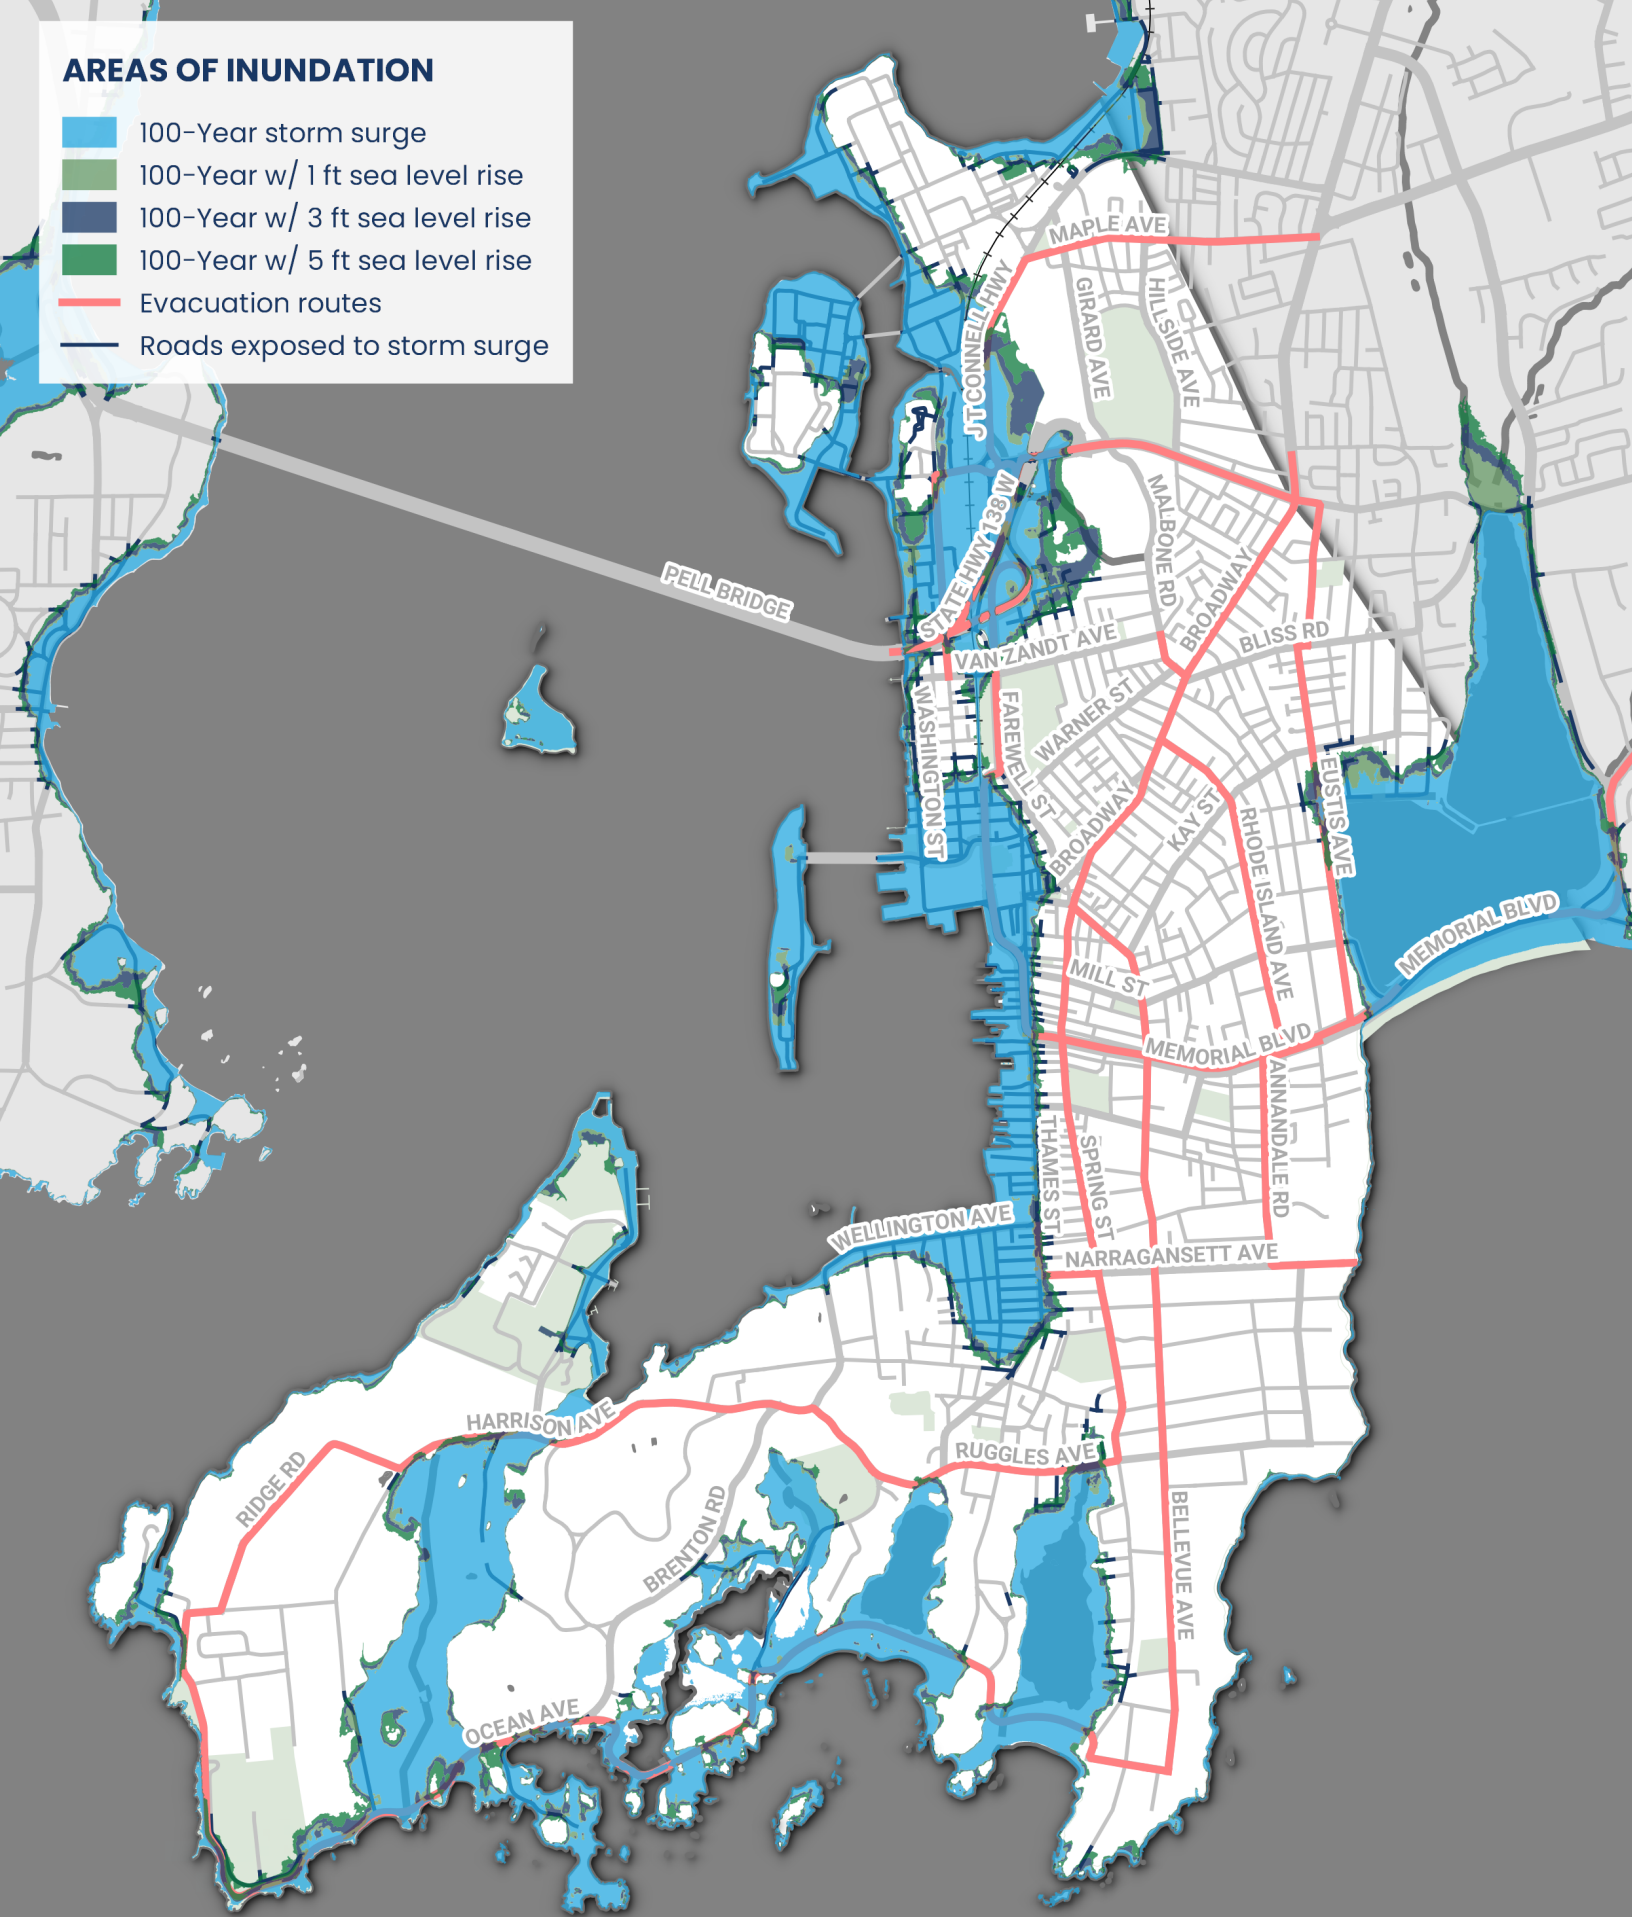 AREAS OF INUNDATION
100-Year storm surge
100-Year w/ 1 ft sea level rise
100-Year w/ 3 ft sea level rise
100-Year w/ 5 ft sea level rise
Evacuation routes
Roads exposed to storm surge
MAPLE AVE
J T CONNELL HWY
GIRARD AVE
HILLSIDE AVE
STATE HWY 138 W
MALBONE RD
PELL BRIDGE
BROADWAY
BLISS RD
VAN ZANDT AVE
WASHINGTON ST
FAREWELL ST
WARNER ST
EUSTIS AVE
BROADWAY
KAY ST
RHODE ISLAND AVE
MEMORIAL BLVD
MILL ST
MEMORIAL BLVD
ANNANDALE RD
THAMES ST
SPRING ST
WELLINGTON AVE
NARRAGANSETT AVE
HARRISON AVE
RIDGE RD
RUGGLES AVE
BRENTON RD
BELLEVUE AVE
OCEAN AVE